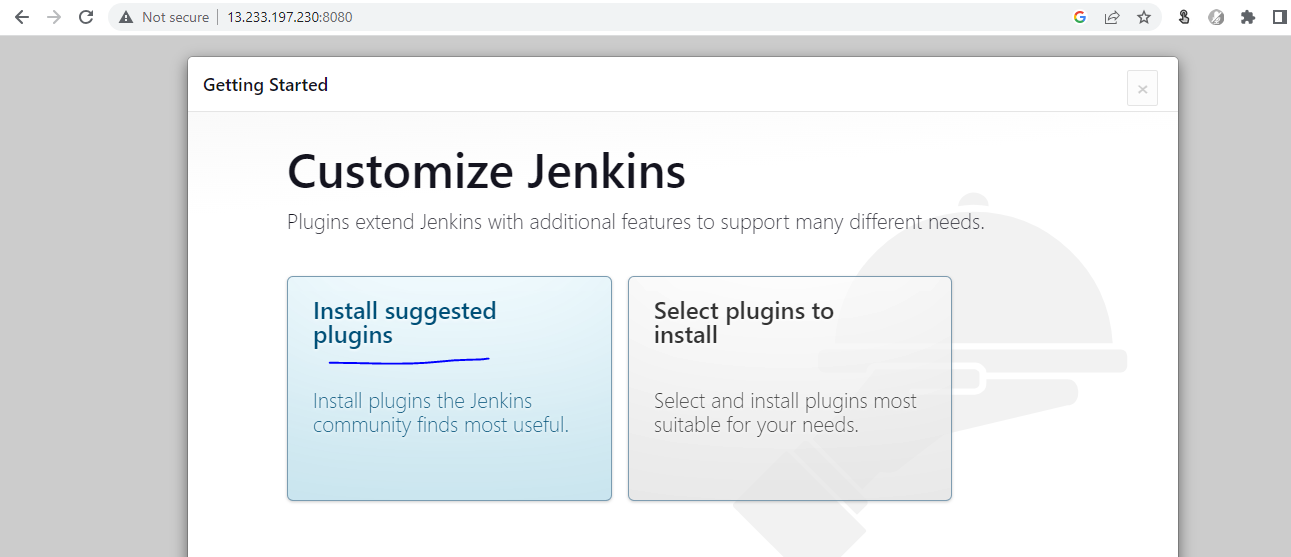 Not secure | 13.233.197.230:8080
Getting Started
×
Customize Jenkins
Plugins extend Jenkins with additional features to support many different needs.
Install suggested
plugins
Install plugins the Jenkins
community finds most useful.
Select plugins to
install
Select and install plugins most
suitable for your needs.